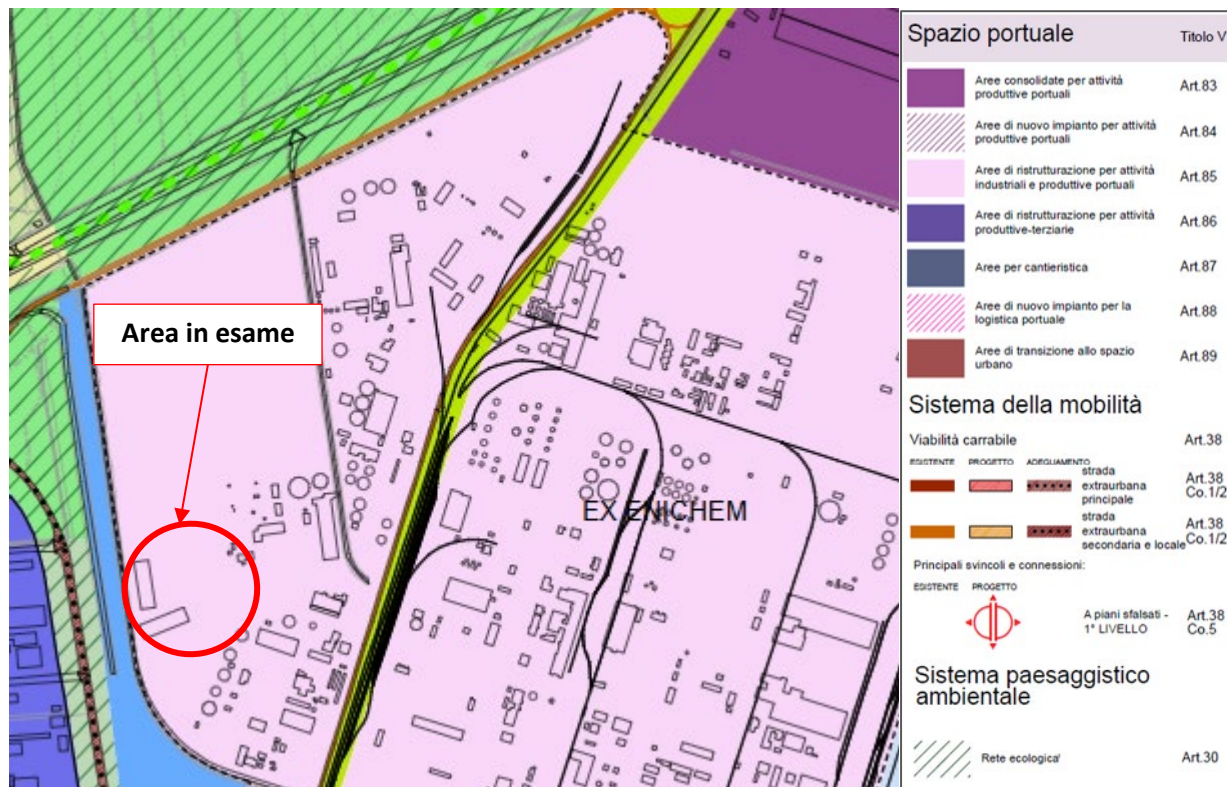 Area in esame
EX ENICHEM
Spazio portuale Titolo V
Aree consolidate per attività
produttive portuali
Art.83
Aree di nuovo impianto per attività
produttive portuali
Art.84
Aree di ristrutturazione per attività
industriali e produttive portuali
Art.85
Aree di ristrutturazione per attività
produttive-terziarie
Art.86
Aree per cantieristica Art.87
Aree di nuovo impianto per la
logistica portuale
Art.88
Aree di transizione allo spazio
urbano
Art.89
Sistema della mobilità
Viabilità carrabile Art.38
ESISTENTE PROGETTO ADEGUAMENTO
strada
extraurbana
principale
Art.38
Co.1/2
strada
extraurbana
secondaria e locale
Art.38
Co.1/2
Principali svincoli e connessioni:
ESISTENTE PROGETTO
A piani sfalsati -
1° LIVELLO
Art.38
Co.5
Sistema paesaggistico
ambientale
Rete ecologica Art.30